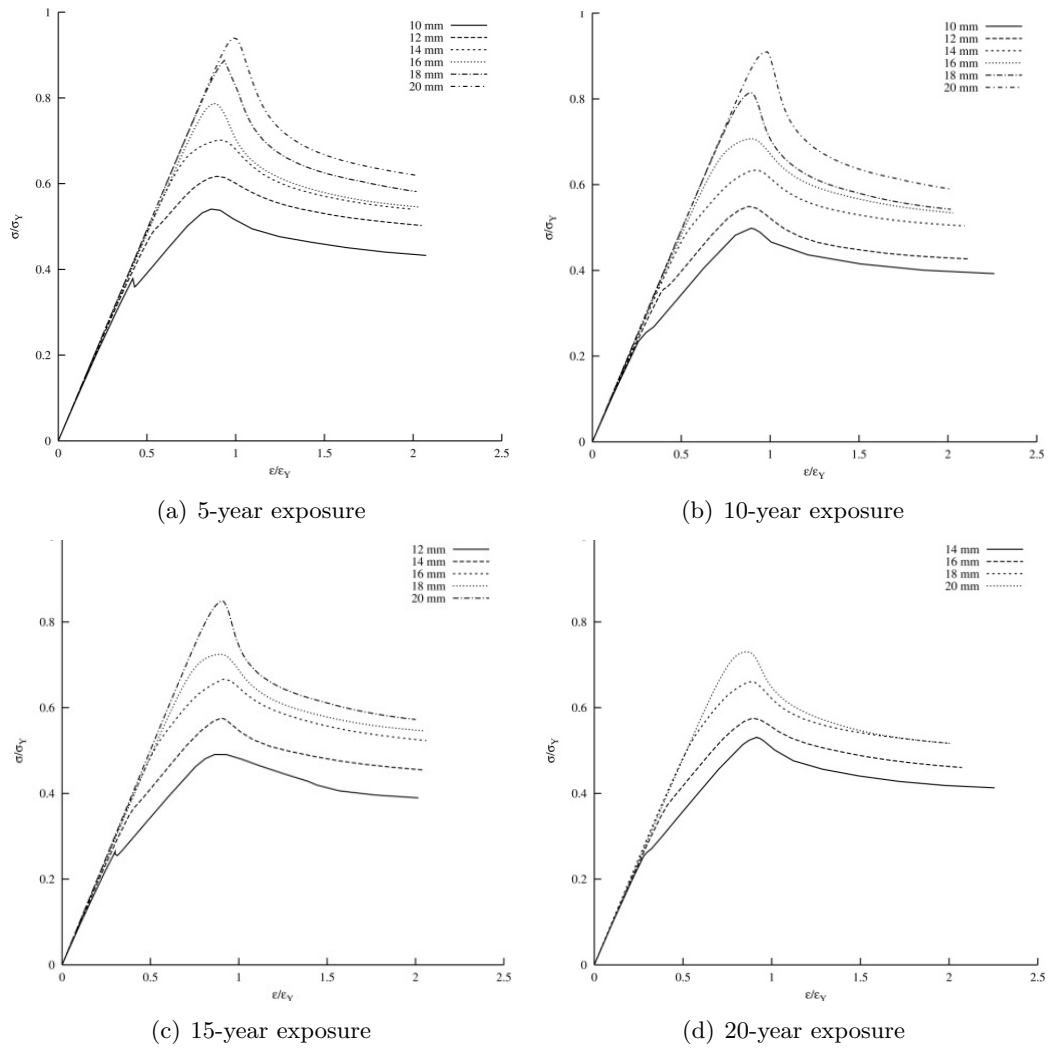 1
0.8
0.6
0.4
0.2
0
0
0.5
1
1.5
2
2.5
σ/σY
ε/εY
10 mm
12 mm
14 mm
16 mm
18 mm
20 mm
(a) 5-year exposure
1
0.8
0.6
0.4
0.2
0
0
0.5
1
1.5
2
2.5
σ/σY
ε/εY
10 mm
12 mm
14 mm
16 mm
18 mm
20 mm
(b) 10-year exposure
0.8
0.6
0.4
0.2
0
0
0.5
1
1.5
2
2.5
σ/σY
ε/εY
12 mm
14 mm
16 mm
18 mm
20 mm
(c) 15-year exposure
0.8
0.6
0.4
0.2
0
0
0.5
1
1.5
2
2.5
σ/σY
ε/εY
14 mm
16 mm
18 mm
20 mm
(d) 20-year exposure